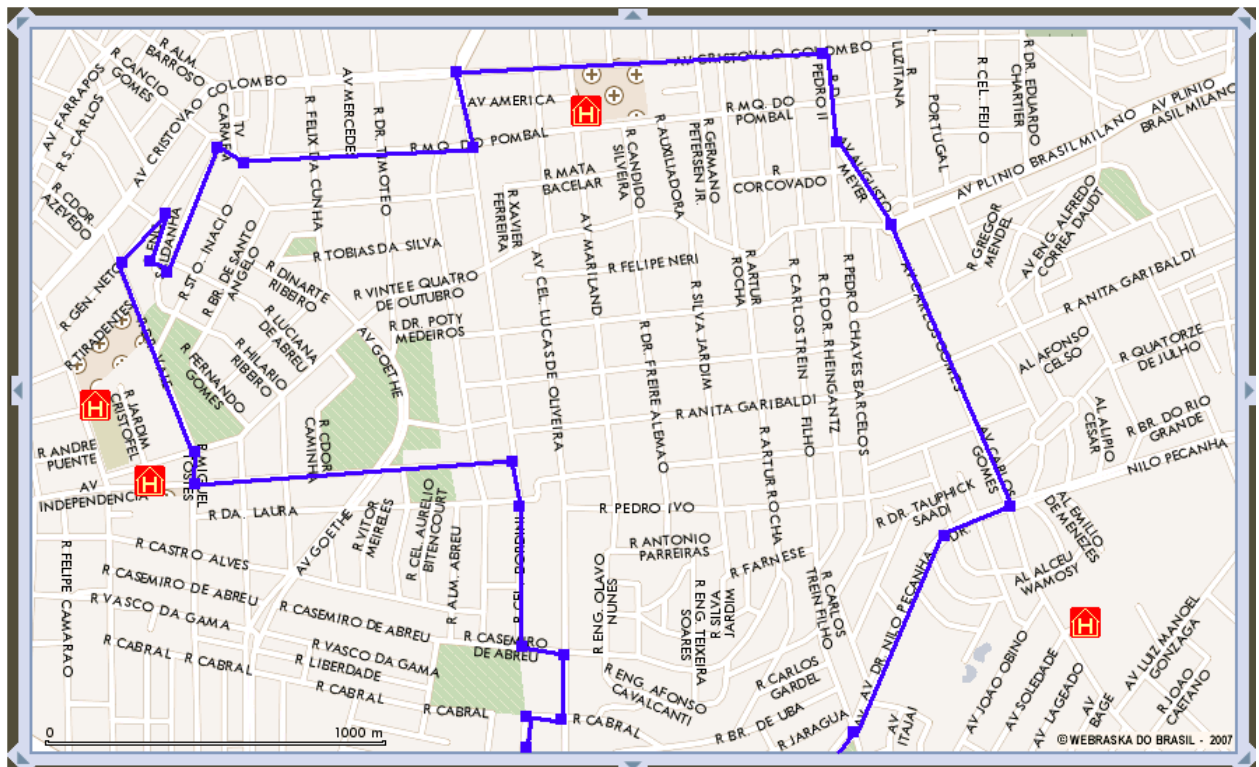 R ALM.
BARROSO
R CANCIO
GOMES
AV FARRAPOS
R S. CARLOS
AV CRISTOVAO COLOMBO
R CDOR
AZEVEDO
TV
CARMEM
AV MERCEDES
R FELIX DA CUNHA
R DR. TIMOTEO
R MQ. DO POMBAL
AV AMERICA
AV CRISTOVAO COLOMBO
PEDRO II
R MQ. DO
POMBAL
R CANDIDO
SILVEIRA
R AUXILIADORA
R GERMANO
PETERSEN JR.
R MATA
BACELAR
R
CORCOVADO
AV AUGUSTO
MEYER
LUZITANA
R
PORTUGAL
R CEL. FEIJO
R DR. EDUARDO
CHARTIER
AV PLINIO
BRASIL MILANO
AV PLINIO BRASIL MILANO
R GREGOR
MENDEL
AV ENG. ALFREDO
CORREA DAUDT
R ANITA GARIBALDI
R GEN. NETO
SALDANHA
R STO. INACIO
R BR. DE SANTO
ANGELO
R TOBIAS DA SILVA
R DINARTE
RIBEIRO
R LUCIANA
DE ABREU
R HILARIO
RIBEIRO
R FERNANDO
GOMES
R TIRADENTES
R DR. VALE
R VINTE E QUATRO
DE OUTUBRO
R DR. POTY
MEDEIROS
AV GOETHE
R XAVIER
FERREIRA
AV CEL. LUCAS DE OLIVEIRA
AV MARILAND
R FELIPE NERI
R DR. FREIRE ALEMAO
R SILVA JARDIM
R ARTUR
ROCHA
R CARLOS TREIN
FILHO
R CDOR. RHEINGANTZ
R PEDRO CHAVES BARCELOS
AV CARLOS GOMES
AL AFONSO
CELSO
R QUATORZE
DE JULHO
AL ALIPIO
CESAR
R BR. DO RIO
GRANDE
NILO PECANHA
R ANITA GARIBALDI
R ARTUR ROCHA
AV CARLOS
GOMES
R JARDIM
CRISTOFEL
R ANDRE
PUENTE
AV
INDEPENDENCIA
R MIGUEL
TOSTES
R CDOR
CAMINHA
R DA. LAURA
AV GOETHE
R VITOR
MEIRELES
R CEL. AURELIO
BITENCOURT
R ALM. ABREU
R PEDRO IVO
R ANTONIO
PARREIRAS
R FARNESE
R DR. TAUPHICK
SAADI
DR.
AL EMILIO
DE MENEZES
AL ALCEU
WAMOSY
R FELIPE CAMARAO
R CASTRO ALVES
R CASEMIRO DE ABREU
R VASCO DA GAMA
R CABRAL
R CABRAL
R CASEMIRO DE ABREU
R VASCO DA GAMA
R LIBERDADE
R CABRAL
R CASEMIRO
DE ABREU
R CABRAL
R CABRAL
R ENG. OLAVO
NUNES
R ENG. TEIXEIRA
SOARES
R SILVA
JARDIM
R CARLOS
TREIN FILHO
R ENG. AFONSO
CAVALCANTI
R CARLOS
GARDEL
R BR. DE UBA
R JARAGUA
AV DR. NILO PECANHA
AV
ITAJAI
AV JOAO OBINO
AV SOLEDADE
AV LAGEADO
AV
BAGE
AV LUIZ MANOEL
GONZAGA
R JOAO
CAETANO
H
H
H
H
0 1000 m
© WEBRASKA DO BRASIL - 2007